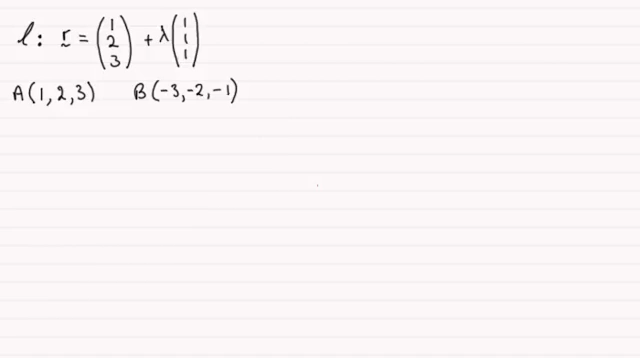 l: r = (1 2 3) + λ(1 1 1)
A(1,2,3) B(-3,-2,-1)